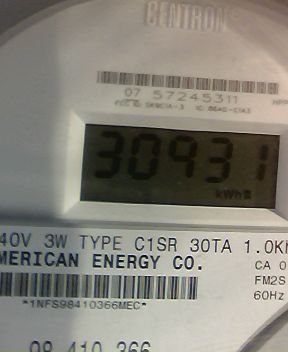 CENTRON®
07 57245311
30931
kWh
40V 3W TYPE C1SR 30TA 1.0K
MERICAN ENERGY CO.
CA 0
FM2S
60Hz
*1NFS98410366MEC*
98 410 366